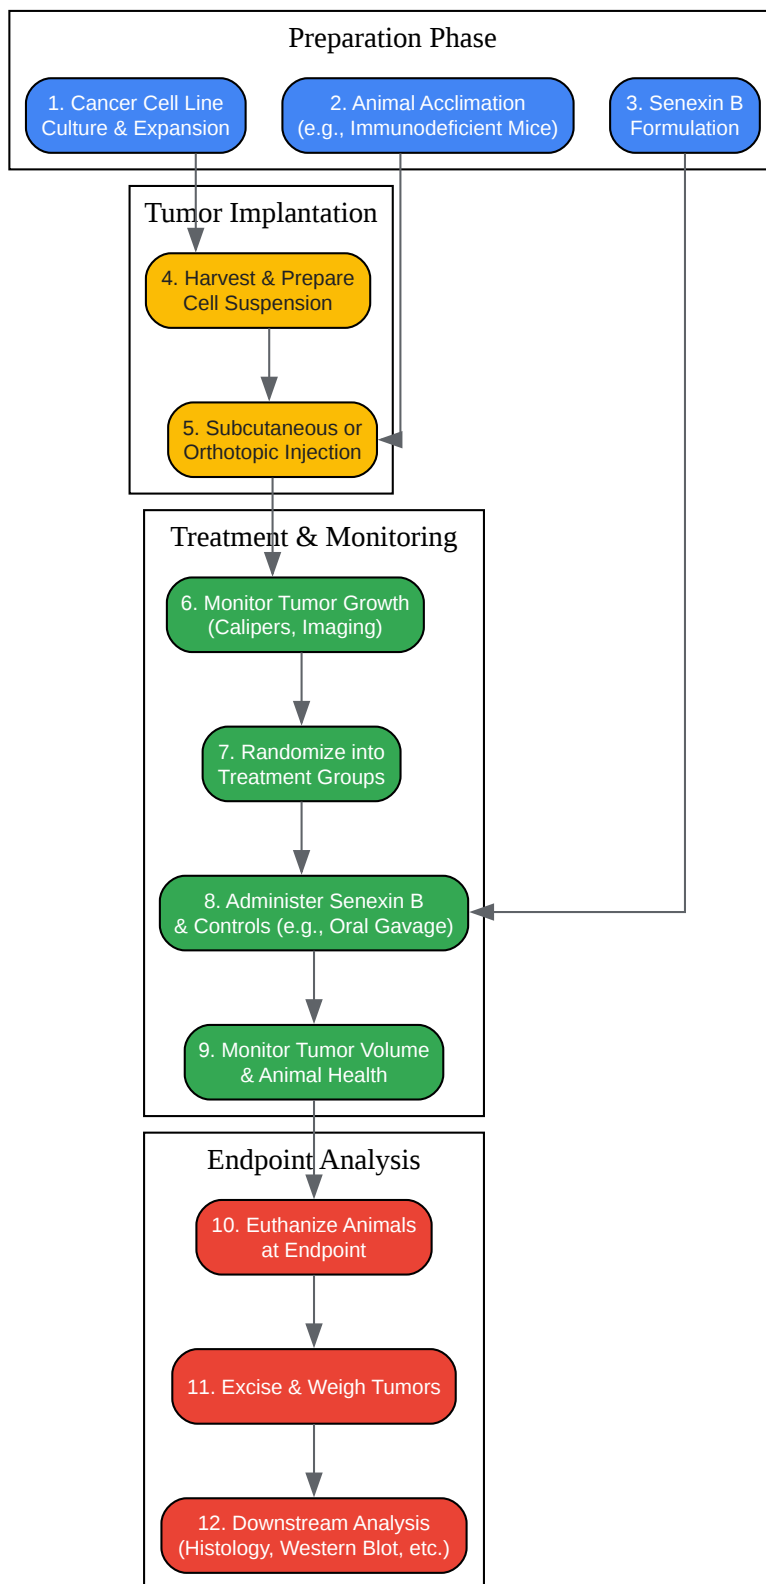 Preparation Phase
1. Cancer Cell Line
Culture & Expansion
2. Animal Acclimation
(e.g., Immunodeficient Mice)
3. Senexin B
Formulation
Tumor Implantation
4. Harvest & Prepare
Cell Suspension
5. Subcutaneous or
Orthotopic Injection
Treatment & Monitoring
6. Monitor Tumor Growth
(Calipers, Imaging)
7. Randomize into
Treatment Groups
8. Administer Senexin B
& Controls (e.g., Oral Gavage)
9. Monitor Tumor Volume
& Animal Health
Endpoint Analysis
10. Euthanize Animals
at Endpoint
11. Excise & Weigh Tumors
12. Downstream Analysis
(Histology, Western Blot, etc.)